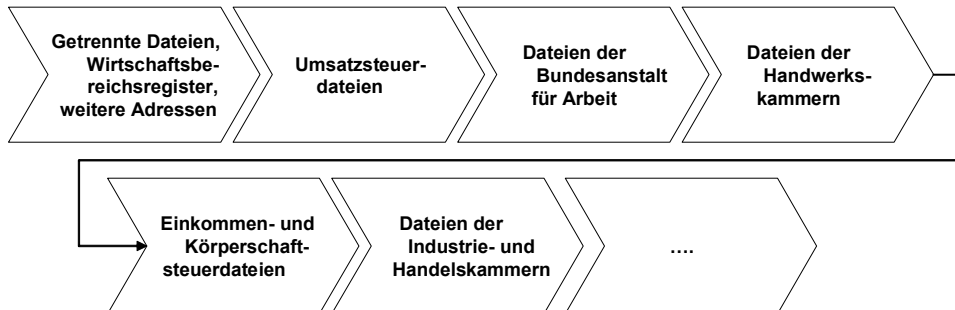 Getrennte Dateien,
Wirtschaftsbe-
reichsregister,
weitere Adressen
Umsatzsteuer-
dateien
Dateien der
Bundesanstalt
für Arbeit
Dateien der
Handwerks-
kammern
Einkommen- und
Körperschaft-
steuerdateien
Dateien der
Industrie- und
Handelskammern
....